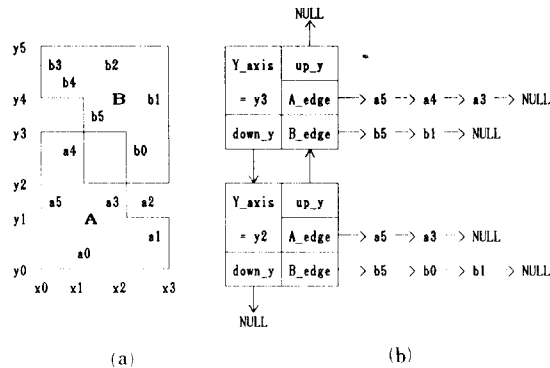 y5
b3 b2
b4
y4 B b1
b5
y3
a4 b0
y2
a5 a3 a2
y1 A
a1
a0
y0
x0 x1 x2 x3
(a)
NULL
Y_axis up_y
= y3 A_edge -> a5 -> a4 -> a3 -> NULL
down_y B_edge -> b5 -> b1 -> NULL
Y_axis up_y
= y2 A_edge -> a5 -> a3 -> NULL
down_y B_edge > b5 -> b0 -> b1 -> NULL
NULL
(b)